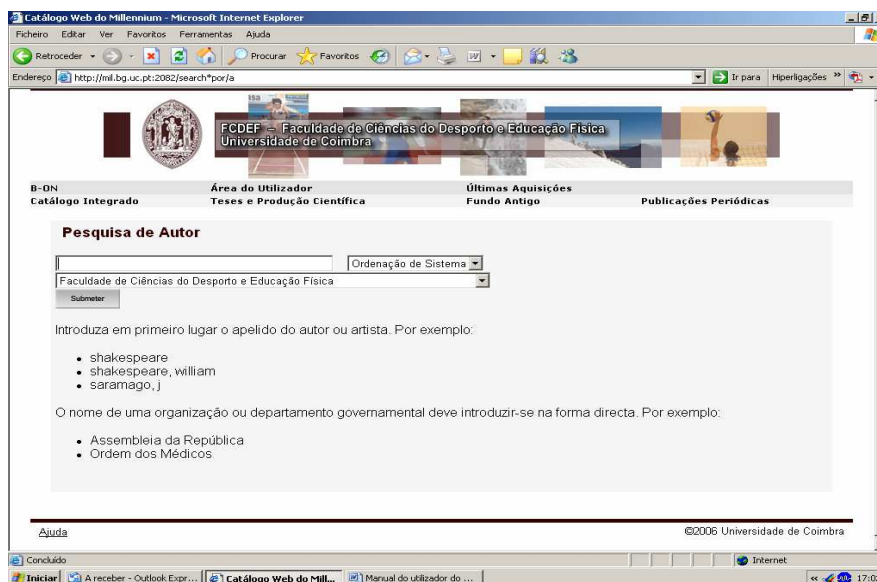 Catálogo Web do Millennium - Microsoft Internet Explorer
Ficheiro Editar Ver Favoritos Ferramentas Ajuda
Retroceder Procurar Favoritos
Endereço http://mil.bg.uc.pt:2082/search*por/a Ir para Hiperligações »
FCDEF - Faculdade de Ciências do Desporto e Educação Física
Universidade de Coimbra
B-ON Área do Utilizador Últimas Aquisições
Catálogo Integrado Teses e Produção Científica Fundo Antigo Publicações Periódicas
Pesquisa de Autor
Ordenação de Sistema
Faculdade de Ciências do Desporto e Educação Física
Submeter
Introduza em primeiro lugar o apelido do autor ou artista. Por exemplo:
shakespeare
shakespeare, william
saramago, j
O nome de uma organização ou departamento governamental deve introduzir-se na forma directa. Por exemplo:
Assembleia da República
Ordem dos Médicos
Ajuda ©2006 Universidade de Coimbra
Concluído Internet
Iniciar A receber - Outlook Expr... Catálogo Web do Mill... Manual do utilizador do ... « 17:0